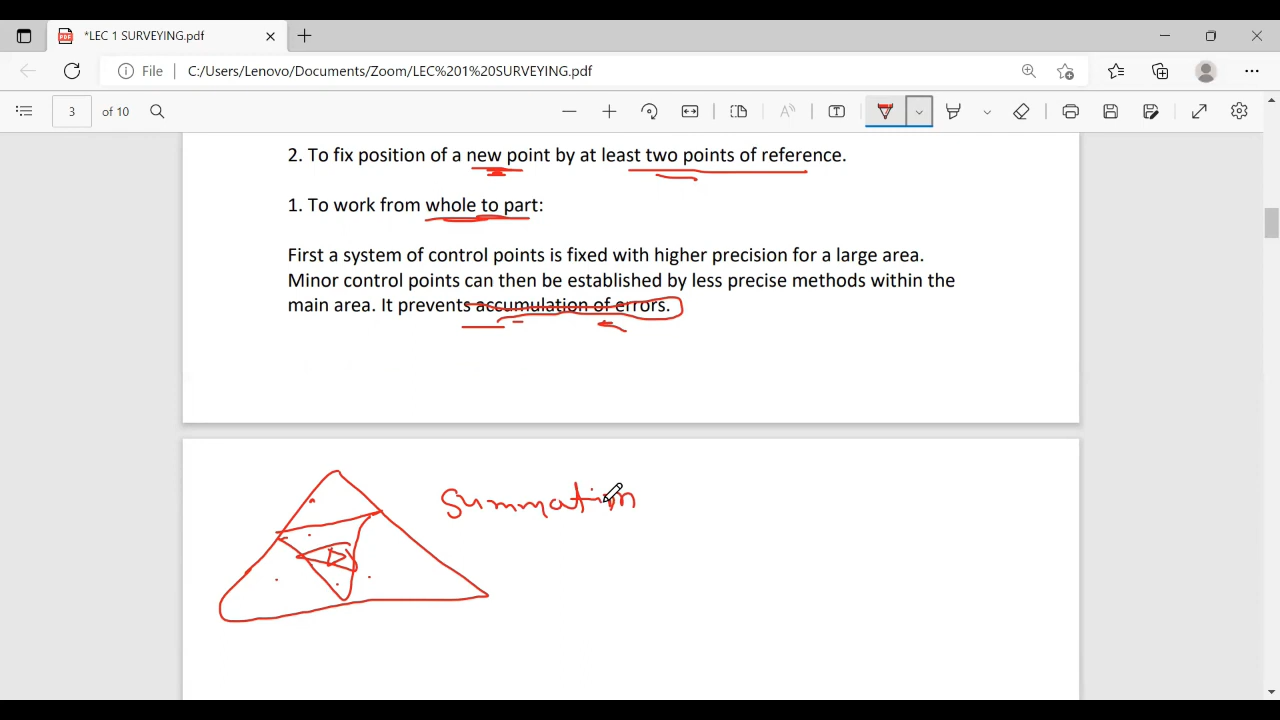 *LEC 1 SURVEYING.pdf
File C:/Users/Lenovo/Documents/Zoom/LEC%201%20SURVEYING.pdf
3 of 10
2. To fix position of a new point by at least two points of reference.
1. To work from whole to part:
First a system of control points is fixed with higher precision for a large area.
Minor control points can then be established by less precise methods within the
main area. It prevents accumulation of errors.
Summation